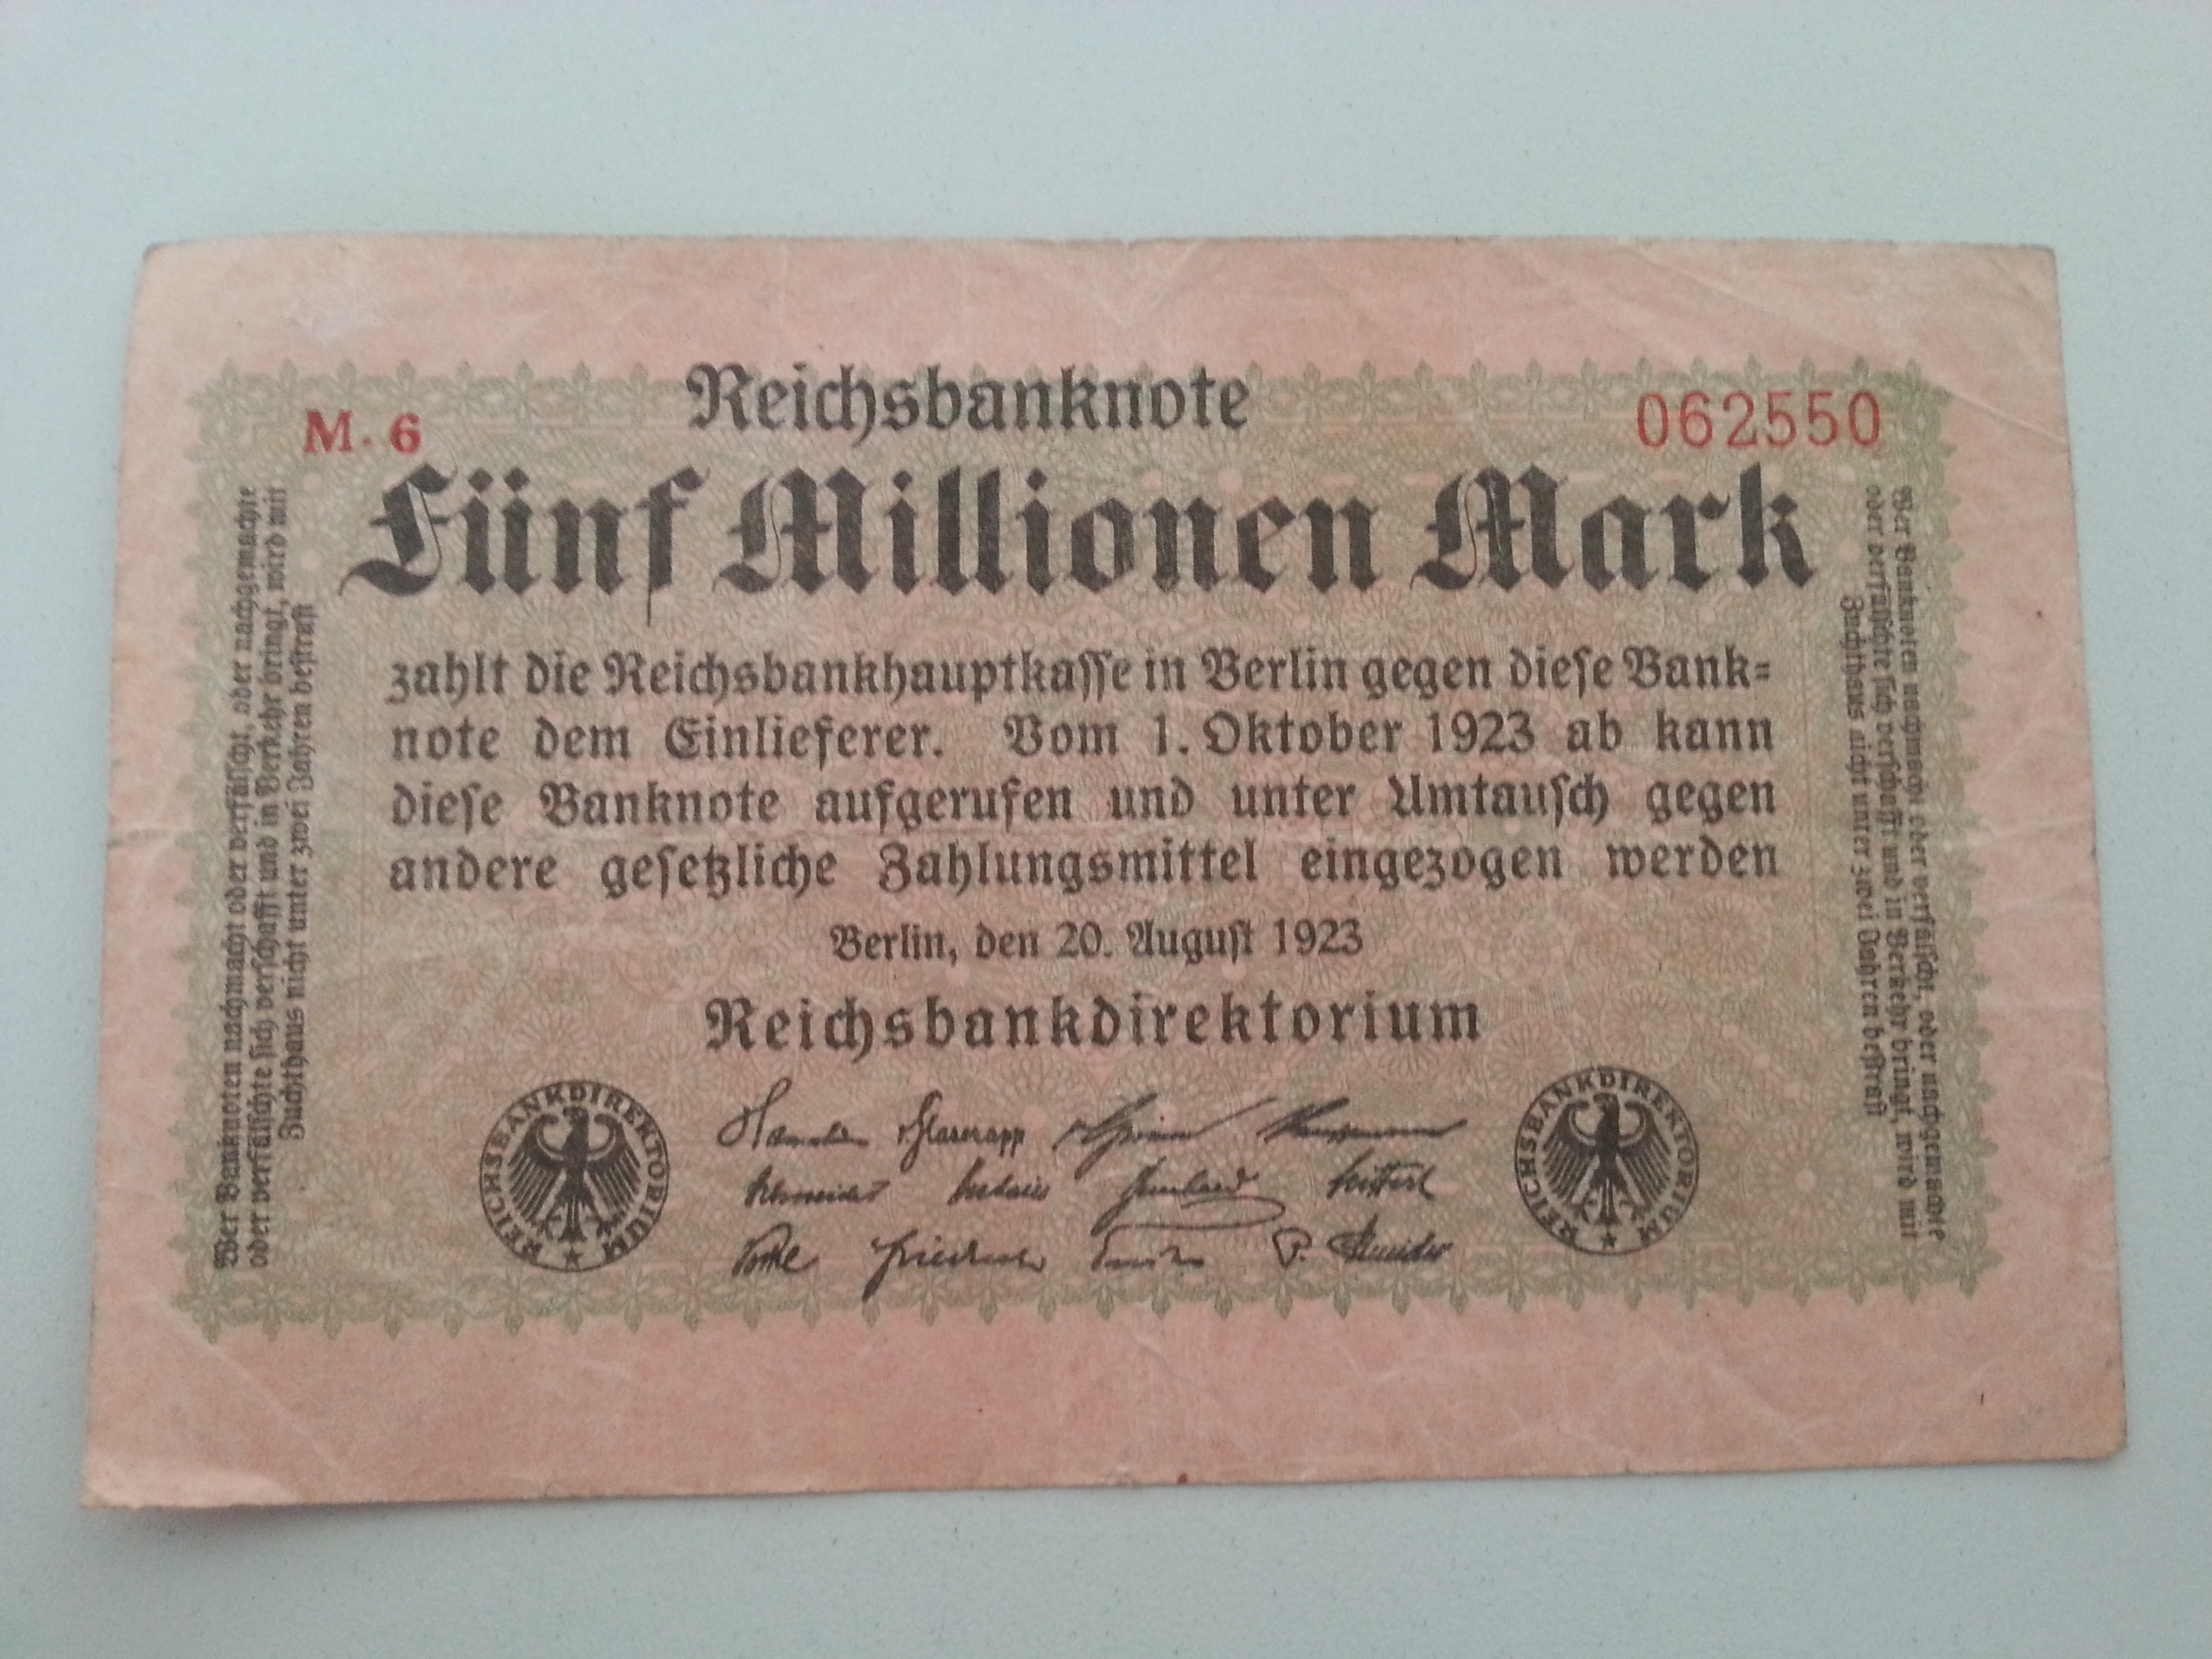 Reichsbanknote
M·6
062550
Fünf Millionen Mark
zahlt die Reichsbankhauptkasse in Berlin gegen diese Bank=
note dem Einlieferer. Vom 1. Oktober 1923 ab kann
diese Banknote aufgerufen und unter Umtausch gegen
andere gesetzliche Zahlungsmittel eingezogen werden
Berlin, den 20. August 1923
Reichsbankdirektorium
REICHSBANKDIREKTORIUM
v. Glasenapp
Schneider
Friedrich
P. Schneider
REICHSBANKDIREKTORIUM
Wer Banknoten nachmacht oder verfälscht, oder nachgemachte
oder verfälschte sich verschafft und in Verkehr bringt, wird mit
Zuchthaus nicht unter zwei Jahren bestraft
Wer Banknoten nachmacht oder verfälscht, oder nachgemachte
oder verfälschte sich verschafft und in Verkehr bringt, wird mit
Zuchthaus nicht unter zwei Jahren bestraft